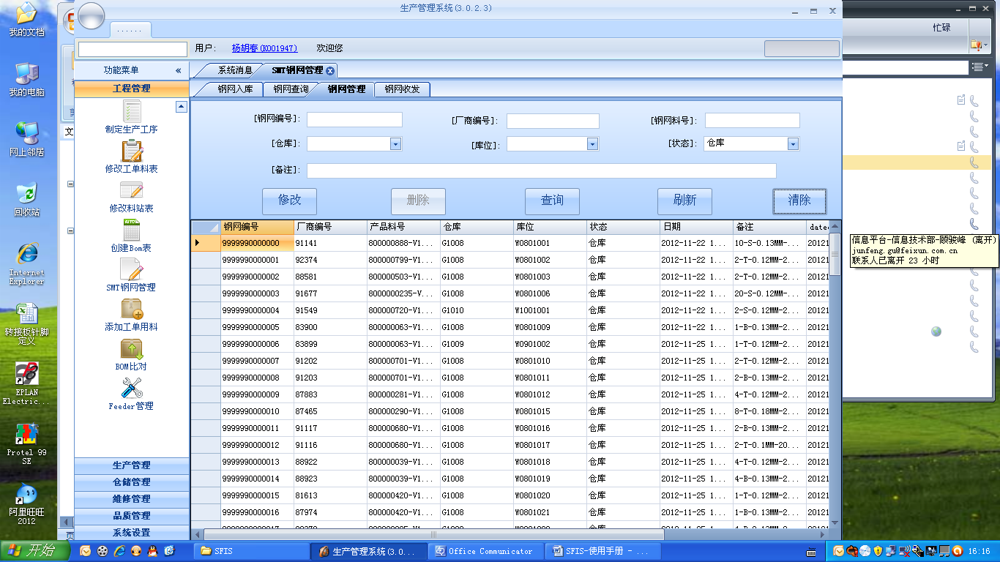 生产管理系统(3.0.2.3)
······
用户: 杨胡春(K001947) 欢迎您
功能菜单 «
工程管理
制定生产工序
修改工单料表
修改料站表
创建Bom表
SMT钢网管理
添加工单用料
BOM比对
Feeder管理
生产管理
仓储管理
维修管理
品质管理
系统设置
系统消息 SMT钢网管理
钢网入库 钢网查询 钢网管理 钢网收发
[钢网编号]: [厂商编号]: [钢网料号]:
[仓库]: [库位]: [状态]: 仓库
[备注]:
修改 删除 查询 刷新 清除
钢网编号 厂商编号 产品料号 仓库 库位 状态 日期 备注 date
9999990000000 91141 800000888-V1... G1008 W0801001 仓库 2012-11-22 1... 10-S-0.13MM-... 20121
9999990000001 92374 800000739-V1... G1008 W0801002 仓库 2012-11-22 1... 2-T-0.12MM-2... 20121
9999990000002 88581 800000503-V1... G1008 W0801003 仓库 2012-11-22 1... 2-T-0.12MM-2... 20121
9999990000003 91677 8000000235-V... G1008 W0801006 仓库 2012-11-22 1... 20-S-0.12MM-... 20121
9999990000004 91549 800000720-V1... G1010 W1001001 仓库 2012-11-22 1... 2-S-0.12MM-2... 20121
9999990000005 83900 800000063-V1... G1008 W0801009 仓库 2012-11-22 1... 1-B-0.13MM-2... 20121
9999990000006 83899 800000063-V1... G1009 W0901002 仓库 2012-11-25 1... 1-T-0.12MM-2... 20121
9999990000007 91202 800000701-V1... G1008 W0801010 仓库 2012-11-25 1... 2-T-0.12MM-2... 20121
9999990000008 91203 800000701-V1... G1008 W0801011 仓库 2012-11-25 1... 2-B-0.13MM-2... 20121
9999990000009 87883 800000281-V1... G1008 W0801012 仓库 2012-11-25 1... 4-T-0.12MM-2... 20121
9999990000010 87465 800000290-V1... G1008 W0801015 仓库 2012-11-25 1... 8-T-0.18MM-2... 20121
9999990000011 91117 800000680-V1... G1008 W0801016 仓库 2012-11-25 1... 2-B-0.13MM-2... 20121
9999990000012 91116 800000680-V1... G1008 W0801017 仓库 2012-11-25 1... 2-T-0.1MM-20... 20121
9999990000013 88922 800000039-V1... G1008 W0801018 仓库 2012-11-25 1... 4-T-0.12MM-2... 20121
9999990000014 88923 800000039-V1... G1008 W0801019 仓库 2012-11-25 1... 4-B-0.13MM-2... 20121
9999990000015 81613 800000420-V1... G1008 W0801020 仓库 2012-11-25 1... 1-T-0.12MM-2... 20121
9999990000016 87974 800000420-V1... G1008 W0801021 仓库 2012-11-25 1... 1-B-0.13MM-2... 20121
我的文档
我的电脑
网上邻居
回收站
Internet
Explorer
转接板针脚
定义
EPLAN
Electric...
Protel 99
SE
阿里旺旺
2012
文
页
忙碌
信息平台-信息技术部-顾骏峰 (离开)
junfeng.gu@feixun.com.cn
联系人已离开 23 小时
开始 SFIS 生产管理系统(3.0... Office Communicator SFIS-使用手册 - ... 16:16